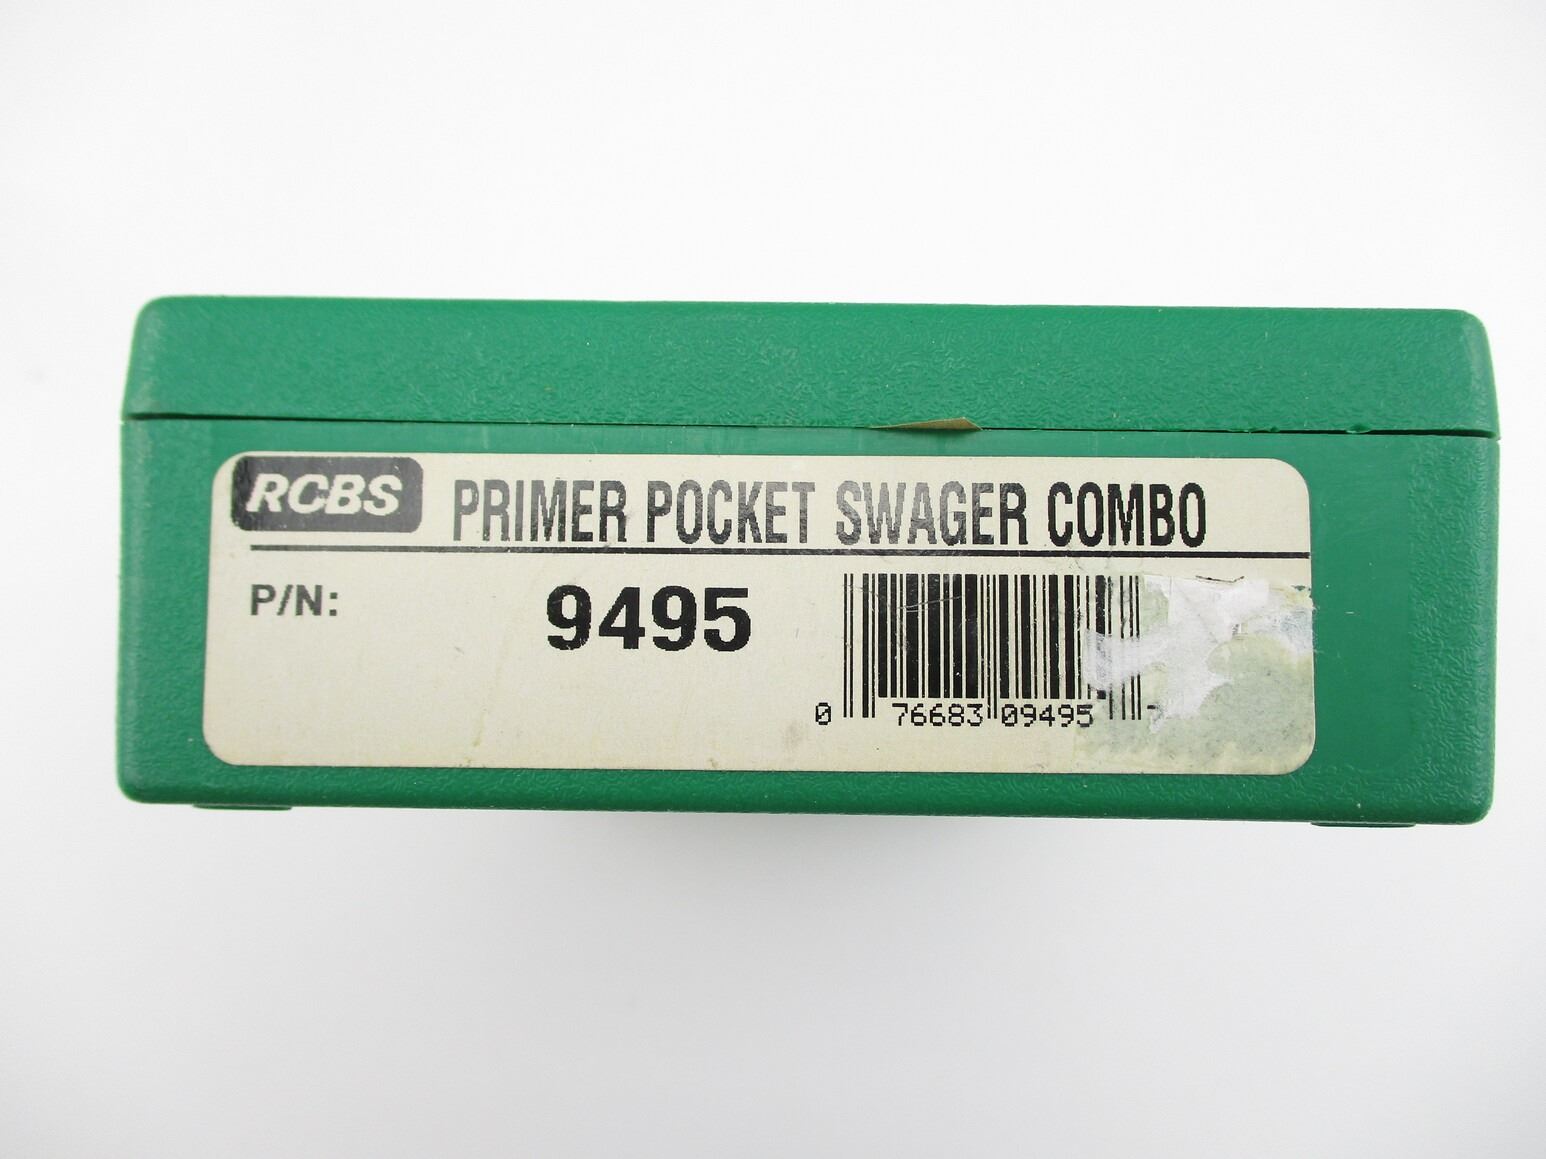 RCBS PRIMER POCKET SWAGER COMBO
P/N: 9495
0 76683 09495